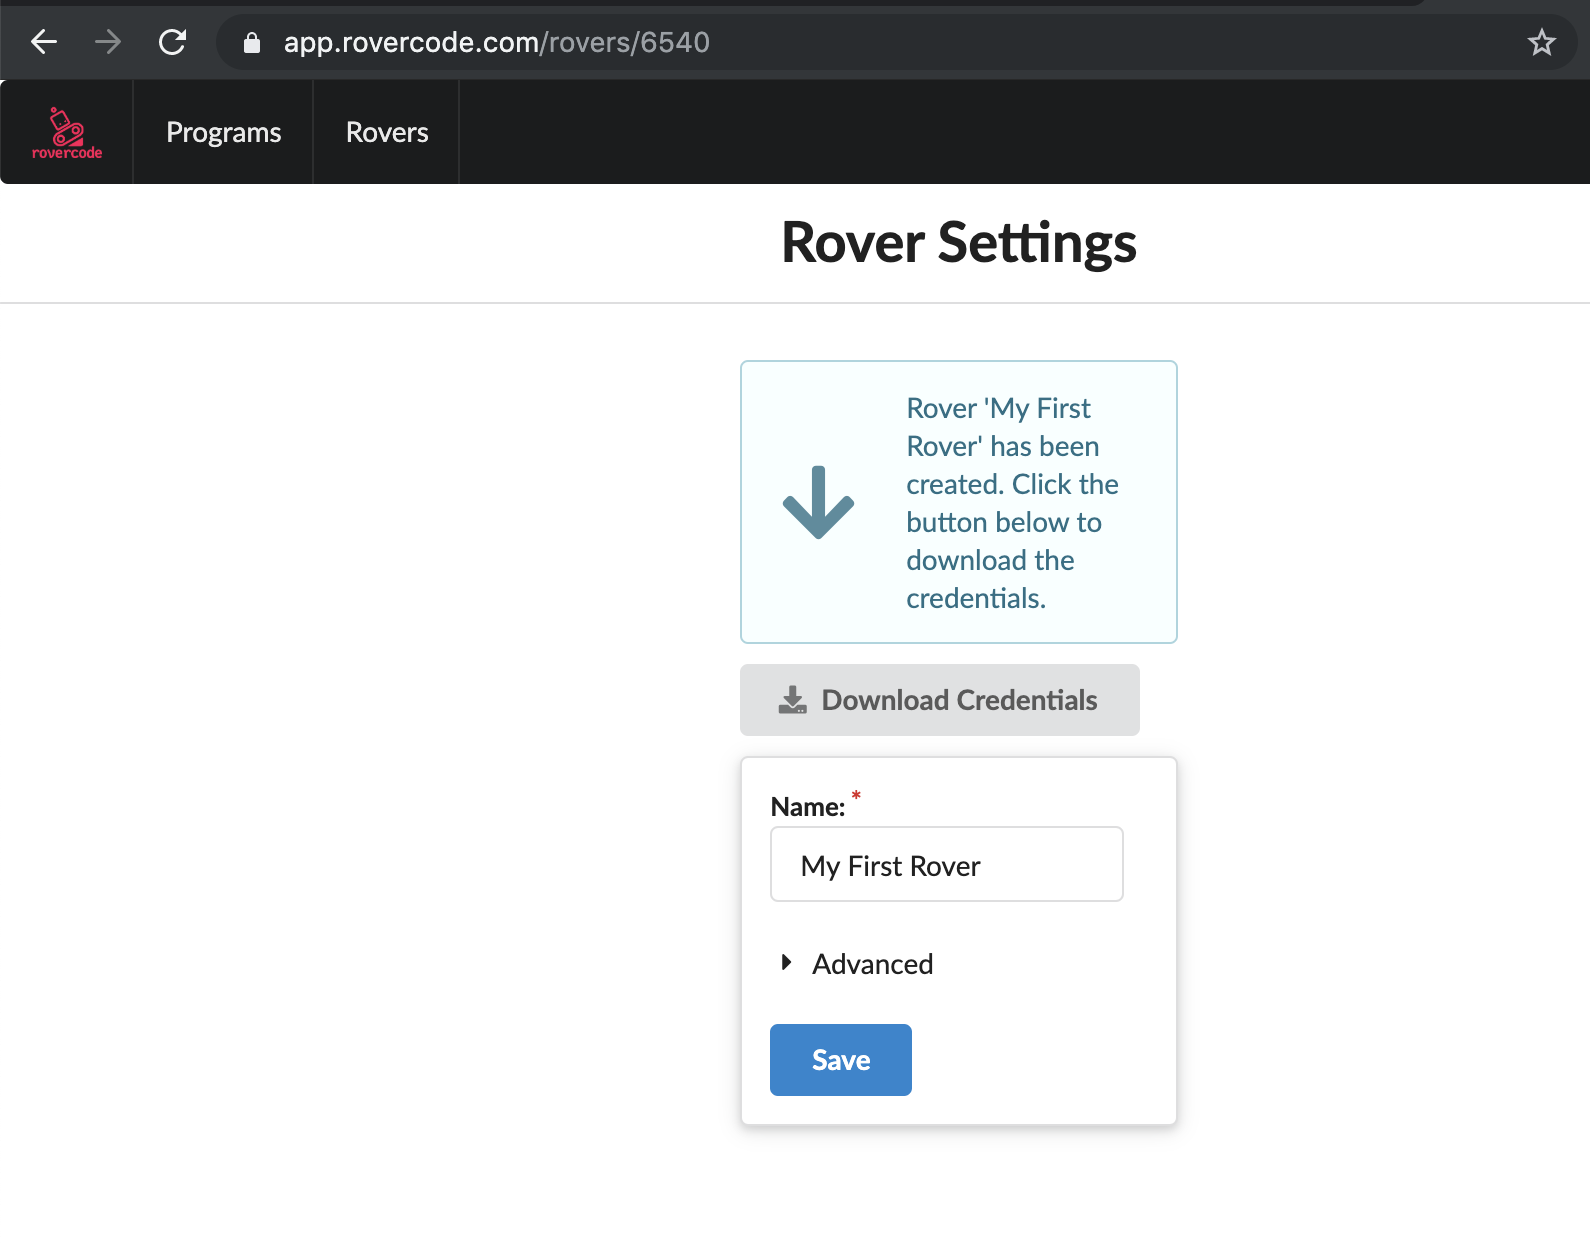 app.rovercode.com/rovers/6540
rovercode
Programs
Rovers
Rover Settings
Rover 'My First
Rover' has been
created. Click the
button below to
download the
credentials.
Download Credentials
Name: *
My First Rover
Advanced
Save